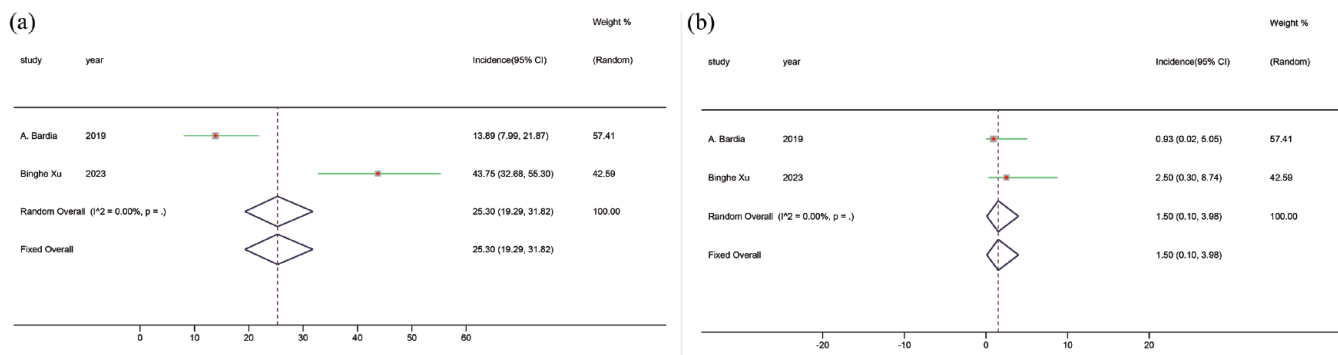 (a)
Weight %
study year Incidence(95% CI) (Random)
A. Bardia 2019 13.89 (7.99, 21.87) 57.41
Binghe Xu 2023 43.75 (32.68, 55.30) 42.59
Random Overall (I^2 = 0.00%, p = .) 25.30 (19.29, 31.82) 100.00
Fixed Overall 25.30 (19.29, 31.82)
0 10 20 30 40 50 60
(b)
Weight %
study year Incidence(95% CI) (Random)
A. Bardia 2019 0.93 (0.02, 5.05) 57.41
Binghe Xu 2023 2.50 (0.30, 8.74) 42.59
Random Overall (I^2 = 0.00%, p = .) 1.50 (0.10, 3.98) 100.00
Fixed Overall 1.50 (0.10, 3.98)
-20 0 20